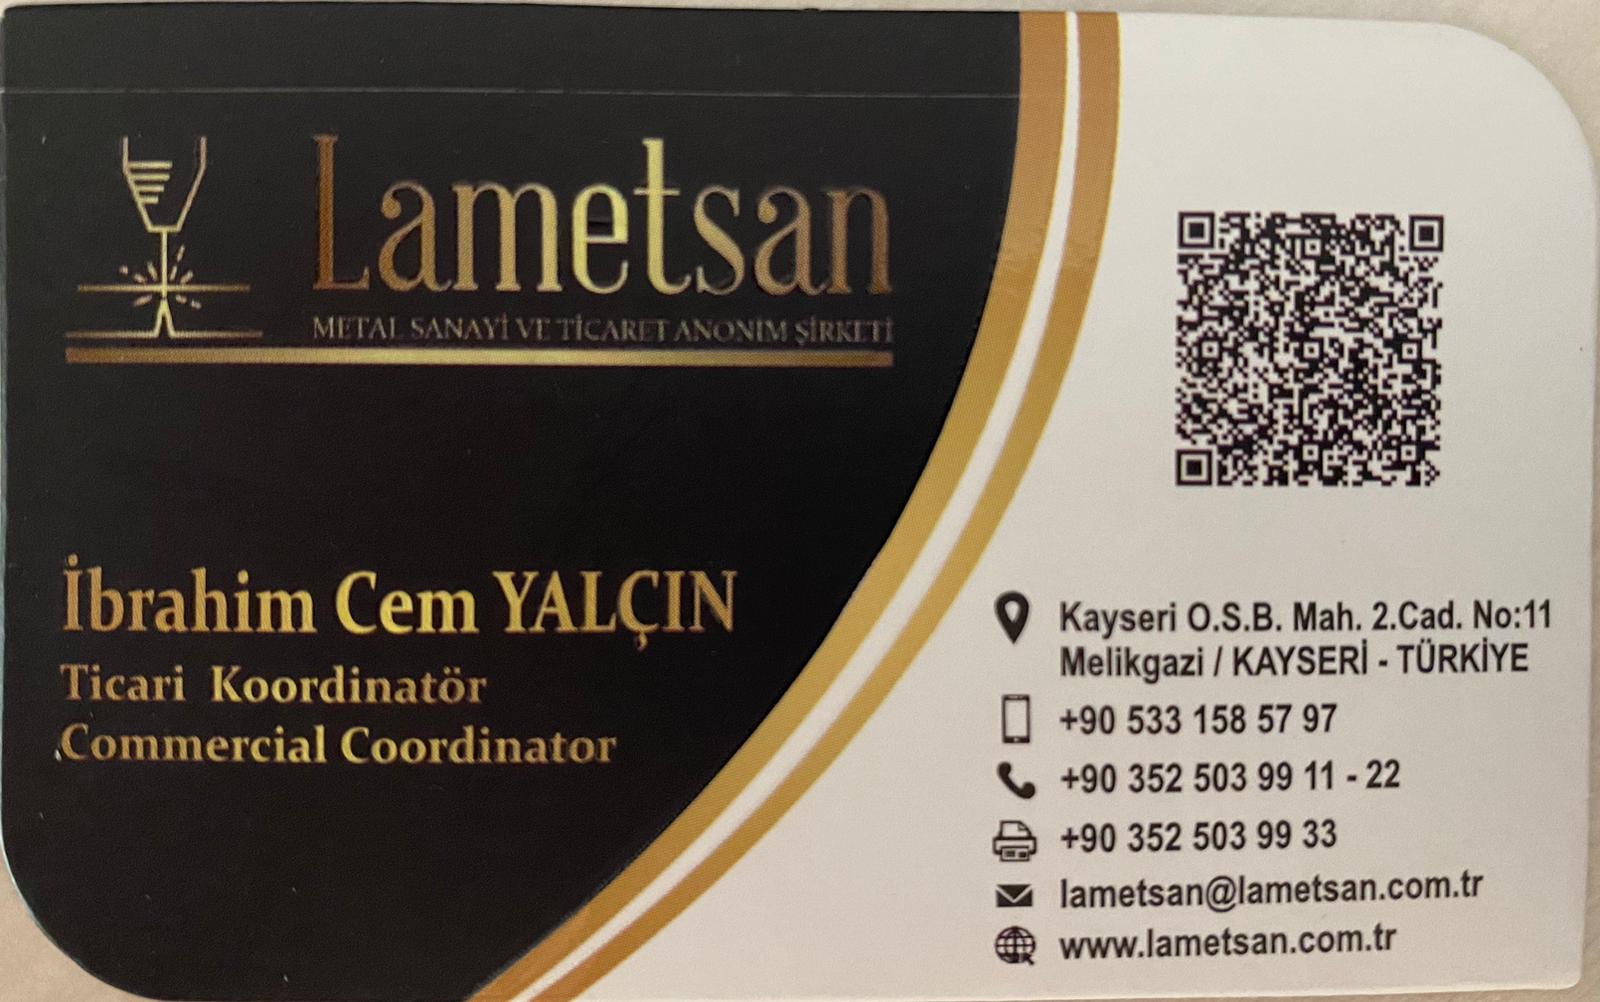 Lametsan
METAL SANAYİ VE TİCARET ANONİM ŞİRKETİ
İbrahim Cem YALÇIN
Ticari Koordinatör
Commercial Coordinator
Kayseri O.S.B. Mah. 2.Cad. No:11
Melikgazi / KAYSERİ - TÜRKİYE
+90 533 158 57 97
+90 352 503 99 11 - 22
+90 352 503 99 33
lametsan@lametsan.com.tr
www.lametsan.com.tr